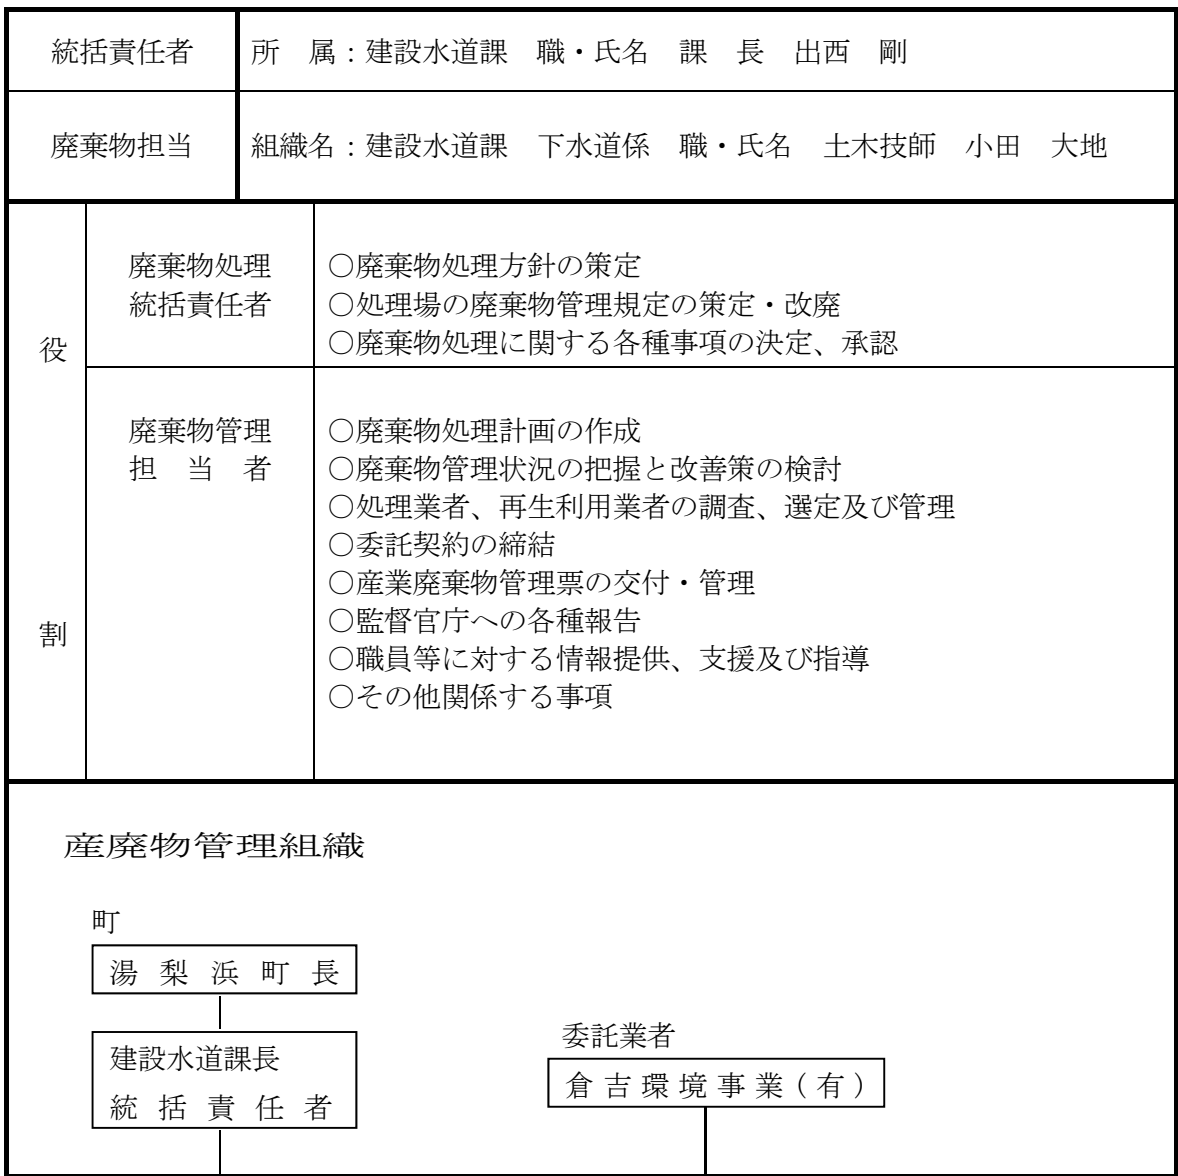 統括責任者 所　属：建設水道課　職・氏名　課　長　出西　剛
廃棄物担当 組織名：建設水道課　下水道係　職・氏名　土木技師　小田　大地
役
割
廃棄物処理
統括責任者
○廃棄物処理方針の策定
○処理場の廃棄物管理規定の策定・改廃
○廃棄物処理に関する各種事項の決定、承認
廃棄物管理
担　当　者
○廃棄物処理計画の作成
○廃棄物管理状況の把握と改善策の検討
○処理業者、再生利用業者の調査、選定及び管理
○委託契約の締結
○産業廃棄物管理票の交付・管理
○監督官庁への各種報告
○職員等に対する情報提供、支援及び指導
○その他関係する事項
産廃物管理組織
町
湯梨浜町長
建設水道課長
統括責任者
委託業者
倉吉環境事業(有)